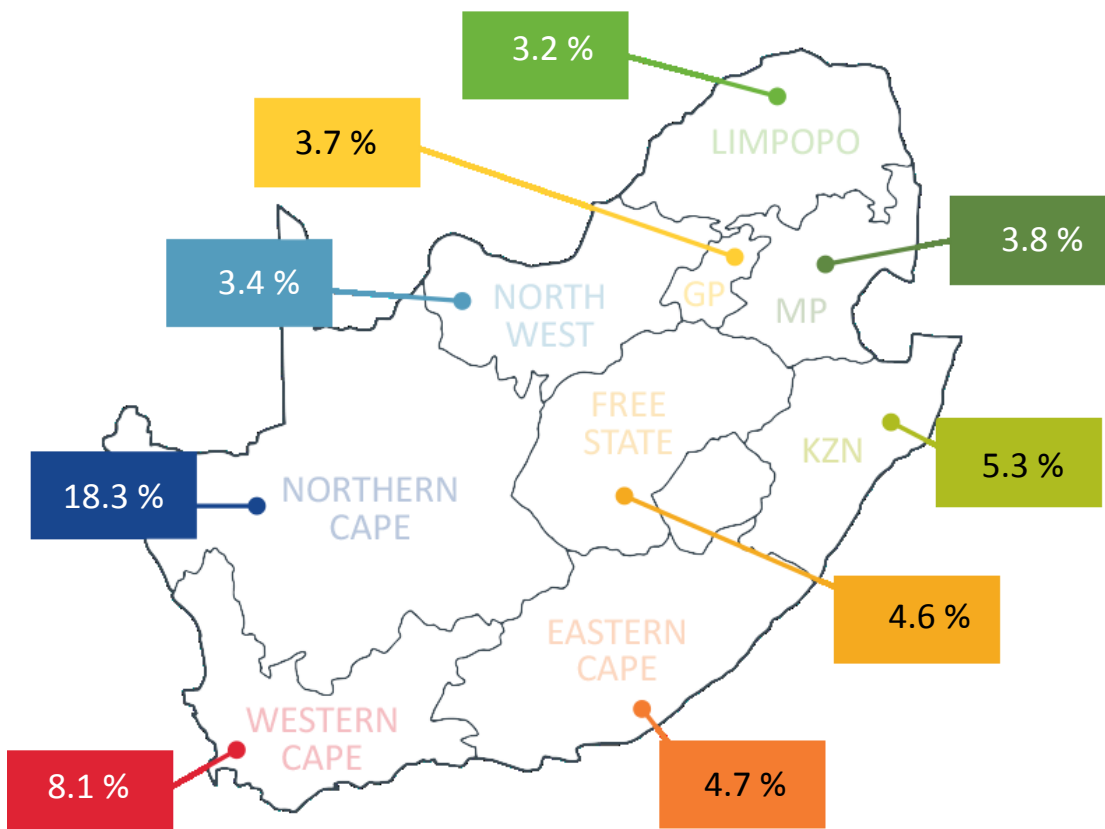 3.2 %
LIMPOPO
3.7 %
3.8 %
3.4 %
NORTH
WEST
GP
MP
FREE
STATE
KZN
5.3 %
18.3 %
NORTHERN
CAPE
4.6 %
EASTERN
CAPE
WESTERN
CAPE
8.1 %
4.7 %